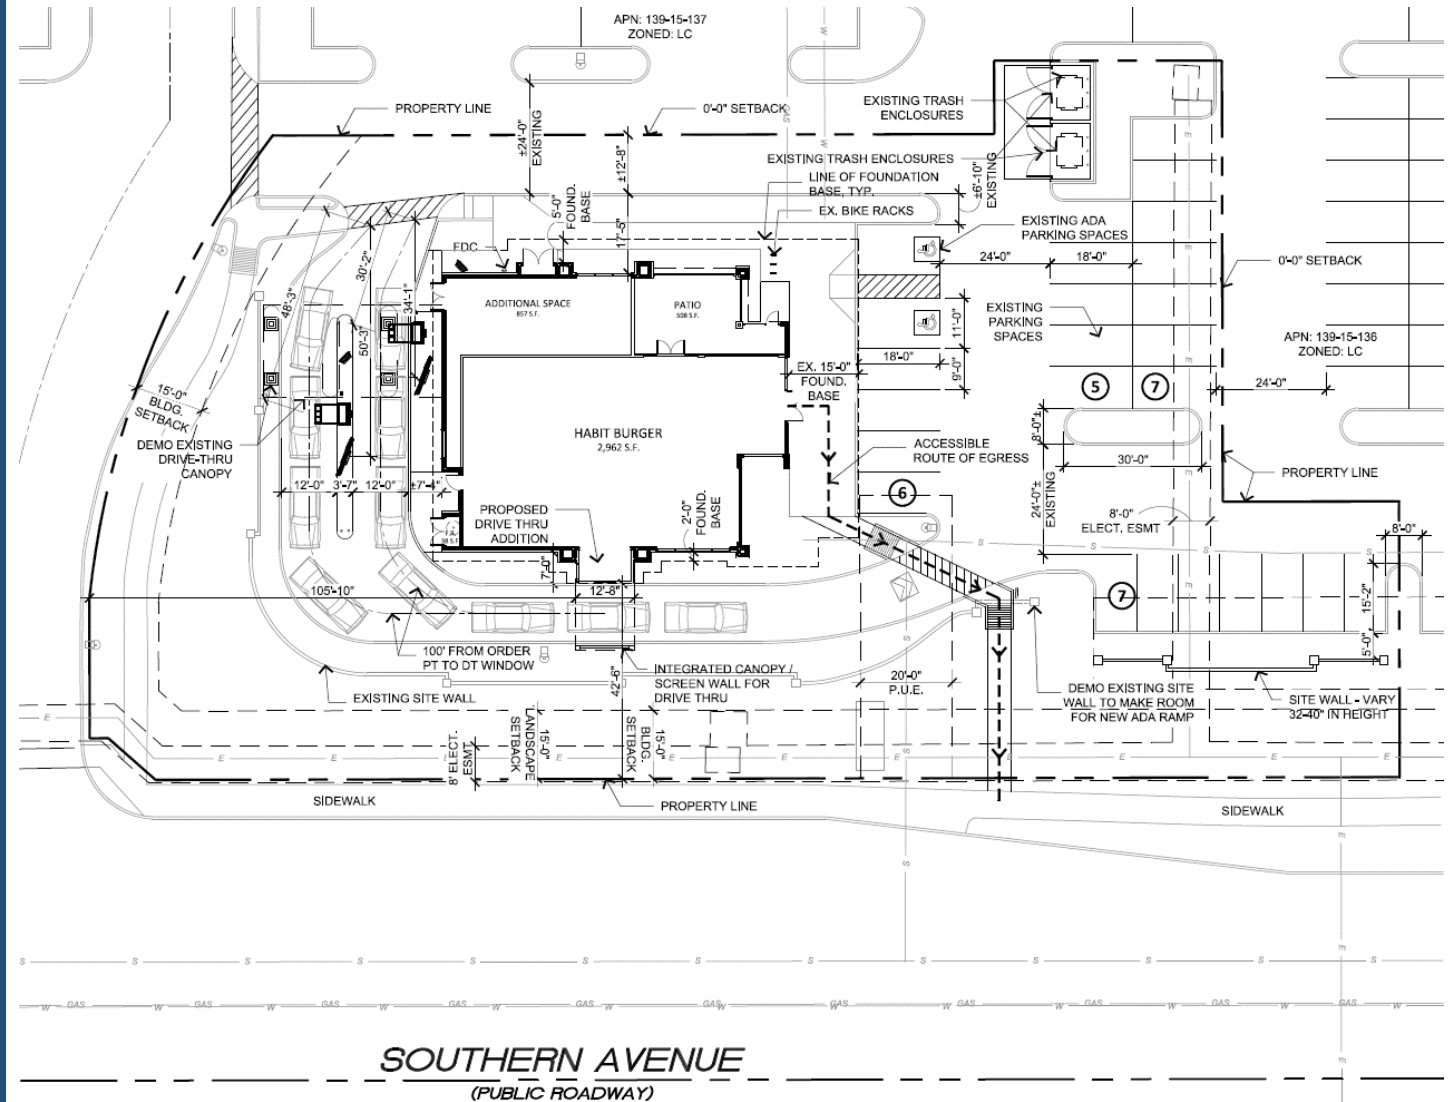 APN: 139-15-137
ZONED: LC
PROPERTY LINE
0'-0" SETBACK
EXISTING TRASH
ENCLOSURES
±24'-0"
EXISTING
±12'-8"
EXISTING TRASH ENCLOSURES
LINE OF FOUNDATION
BASE, TYP.
±6'-10"
EXISTING
EX. BIKE RACKS
5'-0"
FOUND.
BASE
17'-5"
EXISTING ADA
PARKING SPACES
FDC
24'-0"
18'-0"
0'-0" SETBACK
30'-2"
48'-3"
34'-1"
50'-3"
ADDITIONAL SPACE
857 S.F.
PATIO
508 S.F.
EXISTING
PARKING
SPACES
11'-0"
APN: 139-15-136
ZONED: LC
18'-0"
9'-0"
EX. 15'-0"
FOUND.
BASE
5
7
24'-0"
15'-0"
BLDG.
SETBACK
DEMO EXISTING
DRIVE-THRU
CANOPY
HABIT BURGER
2,962 S.F.
8'-0"±
ACCESSIBLE
ROUTE OF EGRESS
30'-0"
PROPERTY LINE
12'-0"
3'-7"
12'-0"
±7'-4"
6
24'-0"±
EXISTING
PROPOSED
DRIVE THRU
ADDITION
2'-0"
FOUND.
BASE
8'-0"
ELECT. ESMT
8'-0"
7'-0"
105'-10"
12'-8"
7
15'-2"
5'-0"
100' FROM ORDER
PT TO DT WINDOW
EXISTING SITE WALL
42'-6"
INTEGRATED CANOPY /
SCREEN WALL FOR
DRIVE THRU
20'-0"
P.U.E.
DEMO EXISTING SITE
WALL TO MAKE ROOM
FOR NEW ADA RAMP
SITE WALL - VARY
32-40" IN HEIGHT
8' ELECT.
ESMT
LANDSCAPE
SETBACK
15'-0"
BLDG.
SETBACK
15'-0"
SIDEWALK
PROPERTY LINE
SIDEWALK
SOUTHERN AVENUE
(PUBLIC ROADWAY)